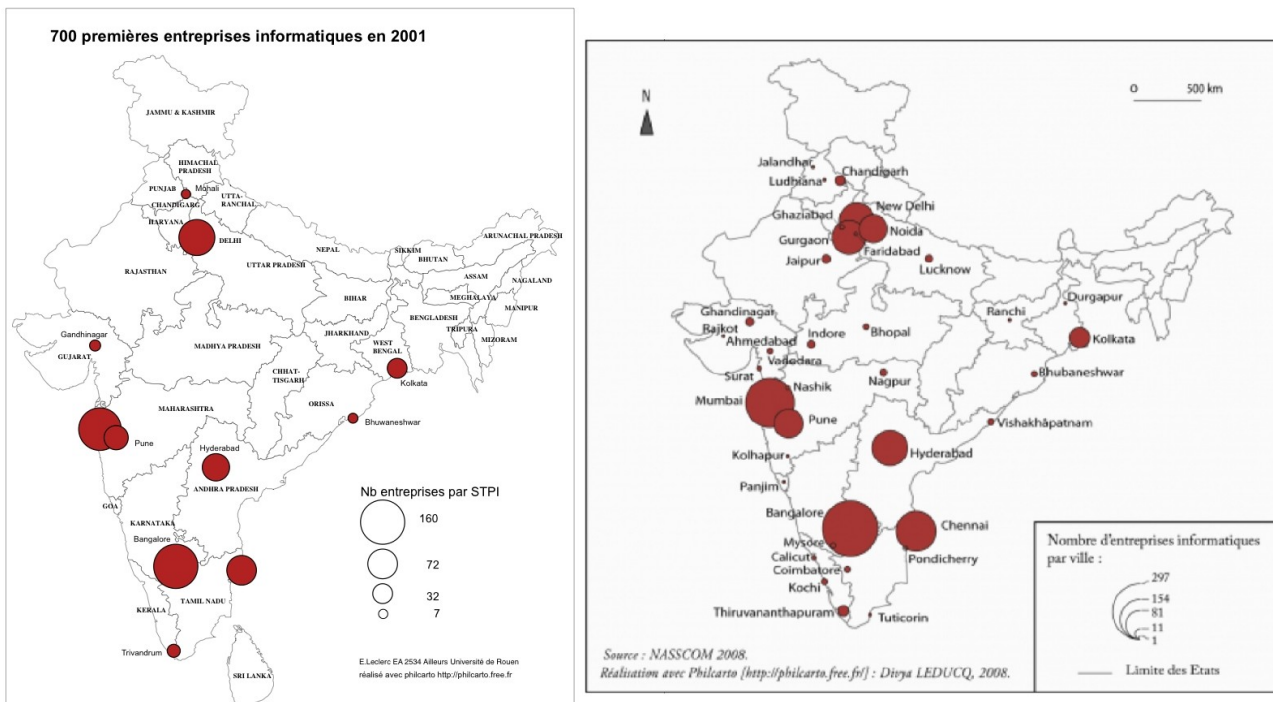 700 premières entreprises informatiques en 2001
JAMMU & KASHMIR
HIMACHAL
PRADESH
PUNJAB
Mohali
CHANDIGARG
UTTA-
RANCHAL
HARYANA
DELHI
NEPAL
SIKKIM
BHUTAN
ARUNACHAL PRADESH
RAJASTHAN
UTTAR PRADESH
ASSAM
NAGALAND
MEGHALAYA
BIHAR
MANIPUR
BENGLADESH
TRIPURA
MIZORAM
Gandhinagar
GUJARAT
MADHYA PRADESH
JHARKHAND
WEST
BENGAL
Kolkata
CHHAT-
TISGARH
ORISSA
MAHARASHTRA
Bhuwaneshwar
Pune
Hyderabad
ANDHRA PRADESH
GOA
KARNATAKA
Bangalore
TAMIL NADU
KERALA
Trivandrum
SRI LANKA
Nb entreprises par STPI
160
72
32
7
E.Leclerc EA 2534 Ailleurs Université de Rouen
réalisé avec philcarto http://philcarto.free.fr
N
0 500 km
Jalandhar
Chandigarh
Ludhiana
New Delhi
Ghaziabad
Noida
Gurgaon
Faridabad
Jaipur
Lucknow
Durgapur
Ghandinagar
Ranchi
Rajkot
Indore
Bhopal
Kolkata
Ahmedabad
Vadodara
Surat
Nagpur
Bhubaneshwar
Nashik
Mumbai
Pune
Vishakhâpatnam
Kolhapur
Hyderabad
Panjim
Bangalore
Chennai
Mysore
Calicut
Pondicherry
Coimbatore
Kochi
Thiruvananthapuram
Tuticorin
Nombre d'entreprises informatiques
par ville :
297
154
81
11
1
Limite des Etats
Source : NASSCOM 2008.
Réalisation avec Philcarto [http://philcarto.free.fr/] : Divya LEDUCQ, 2008.